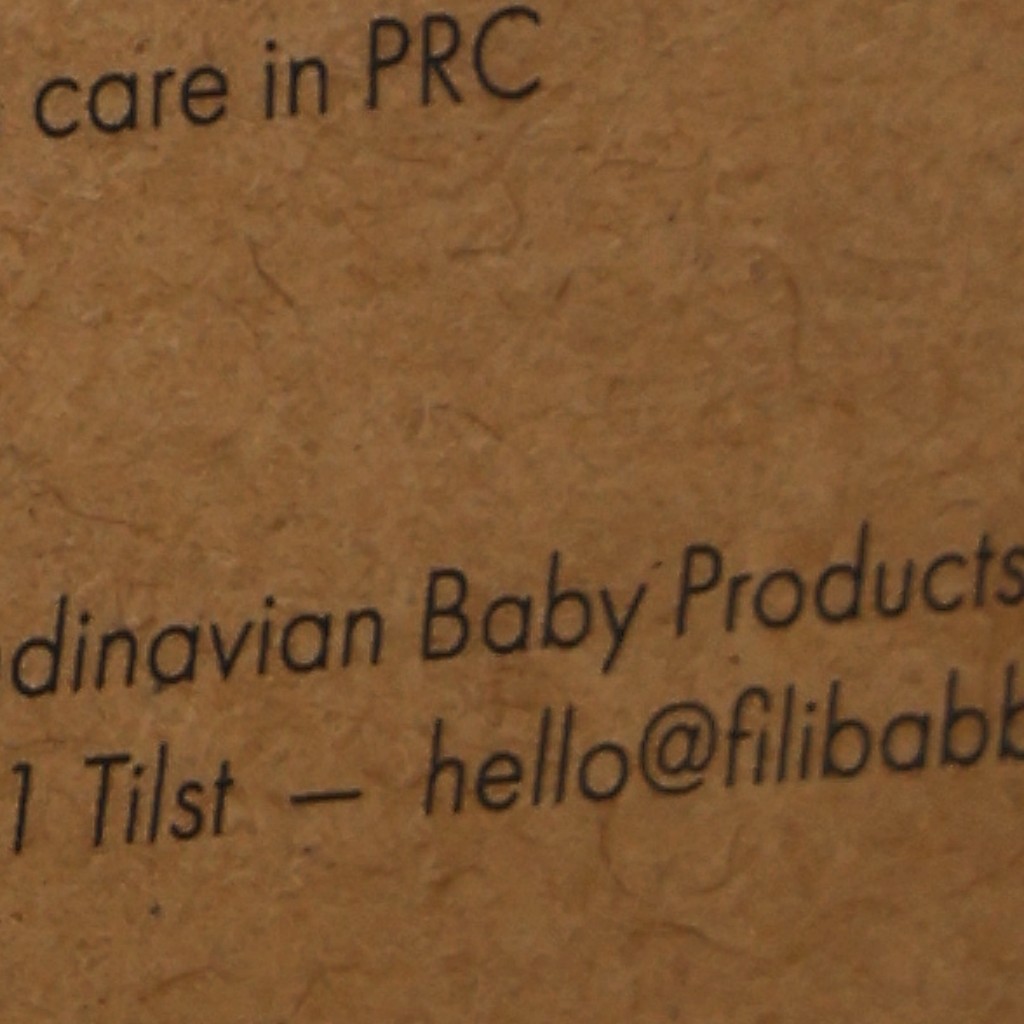 care in PRC
dinavian Baby Products
1 Tilst – hello@filibabb